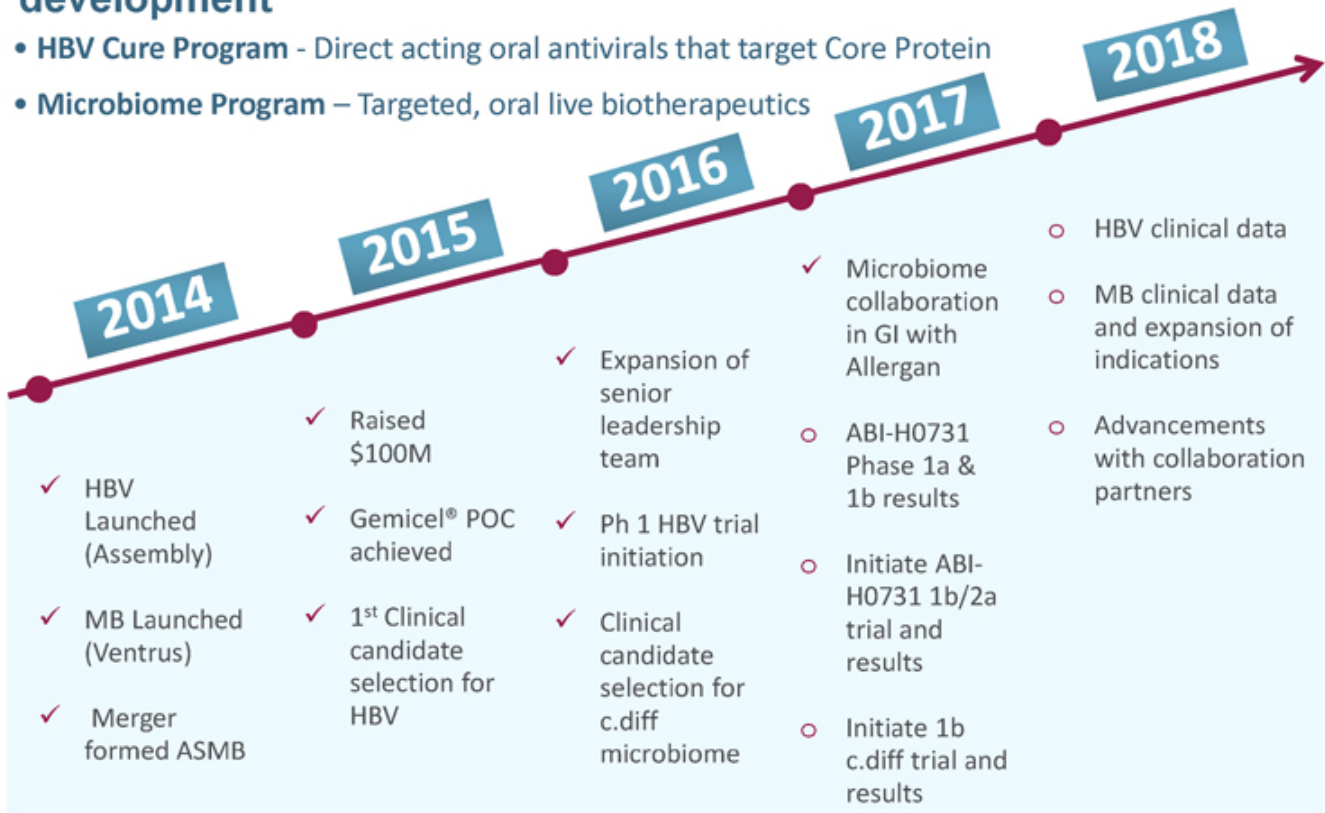 development
• HBV Cure Program - Direct acting oral antivirals that target Core Protein
• Microbiome Program – Targeted, oral live biotherapeutics
2014
✓ HBV
Launched
(Assembly)
✓ MB Launched
(Ventrus)
✓ Merger
formed ASMB
2015
✓ Raised
$100M
✓ Gemicel® POC
achieved
✓ 1st Clinical
candidate
selection for
HBV
2016
✓ Expansion of
senior
leadership
team
✓ Ph 1 HBV trial
initiation
✓ Clinical
candidate
selection for
c.diff
microbiome
2017
✓ Microbiome
collaboration
in GI with
Allergan
o ABI-H0731
Phase 1a &
1b results
o Initiate ABI-
H0731 1b/2a
trial and
results
o Initiate 1b
c.diff trial and
results
2018
o HBV clinical data
o MB clinical data
and expansion of
indications
o Advancements
with collaboration
partners